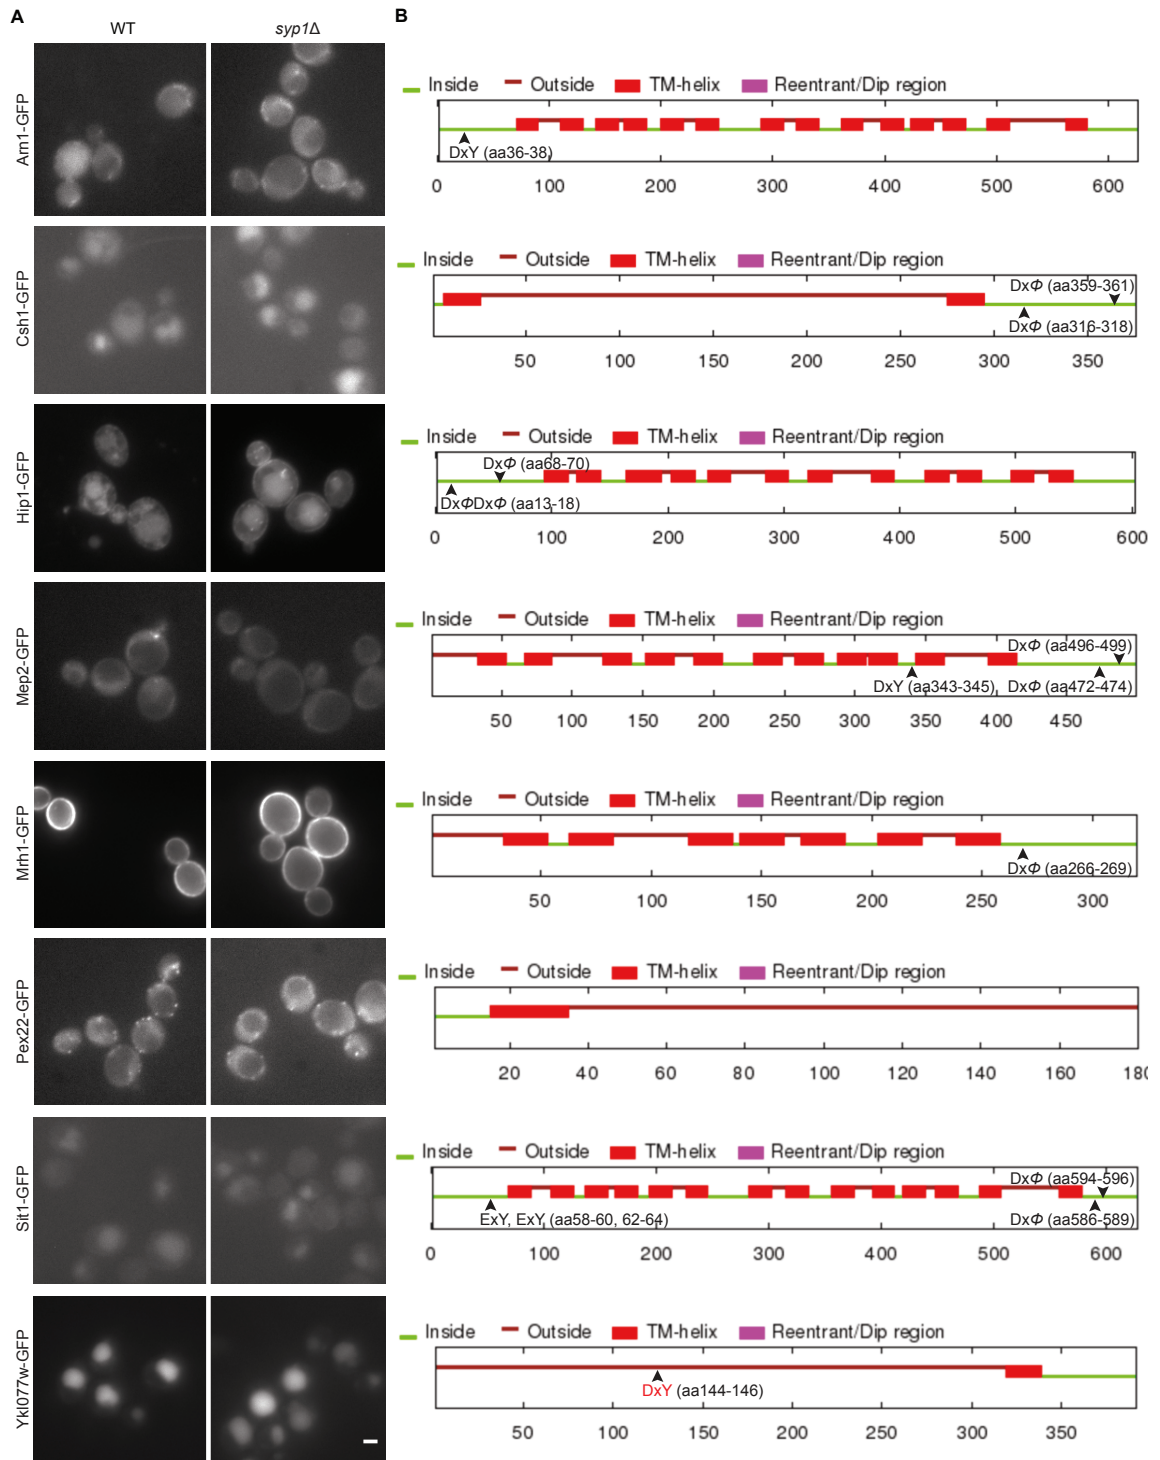 A
WT
syp1Δ
B
Arn1-GFP
Inside Outside TM-helix Reentrant/Dip region
DxY (aa36-38)
0 100 200 300 400 500 600
Csh1-GFP
Inside Outside TM-helix Reentrant/Dip region
DxΦ (aa359-361)
DxΦ (aa316-318)
50 100 150 200 250 300 350
Hip1-GFP
Inside Outside TM-helix Reentrant/Dip region
DxΦ (aa68-70)
DxΦDxΦ (aa13-18)
0 100 200 300 400 500 600
Mep2-GFP
Inside Outside TM-helix Reentrant/Dip region
DxΦ (aa496-499)
DxY (aa343-345) DxΦ (aa472-474)
50 100 150 200 250 300 350 400 450
Mrh1-GFP
Inside Outside TM-helix Reentrant/Dip region
DxΦ (aa266-269)
50 100 150 200 250 300
Pex22-GFP
Inside Outside TM-helix Reentrant/Dip region
20 40 60 80 100 120 140 160 180
Sit1-GFP
Inside Outside TM-helix Reentrant/Dip region
DxΦ (aa594-596)
ExY, ExY (aa58-60, 62-64) DxΦ (aa586-589)
0 100 200 300 400 500 600
Ykl077w-GFP
Inside Outside TM-helix Reentrant/Dip region
DxY (aa144-146)
50 100 150 200 250 300 350